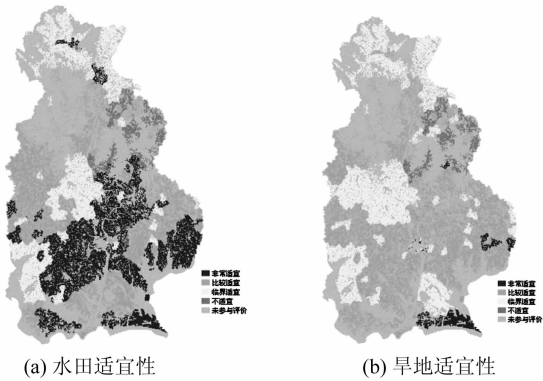 非常适宜
比较适宜
临界适宜
不适宜
未参与评价
非常适宜
比较适宜
临界适宜
不适宜
未参与评价
(a) 水田适宜性
(b) 旱地适宜性